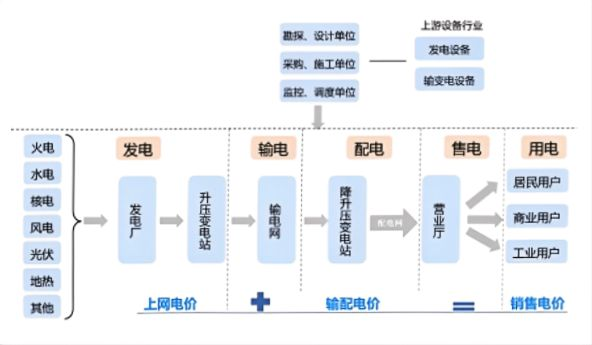 上游设备行业
勘探、设计单位
发电设备
采购、施工单位
输变电设备
监控、调度单位
发电
输电
配电
售电
用电
火电
水电
核电
风电
光伏
地热
其他
发电厂
升压变电站
输电网
降升压变电站
配电网
营业厅
居民用户
商业用户
工业用户
上网电价
+
输配电价
=
销售电价